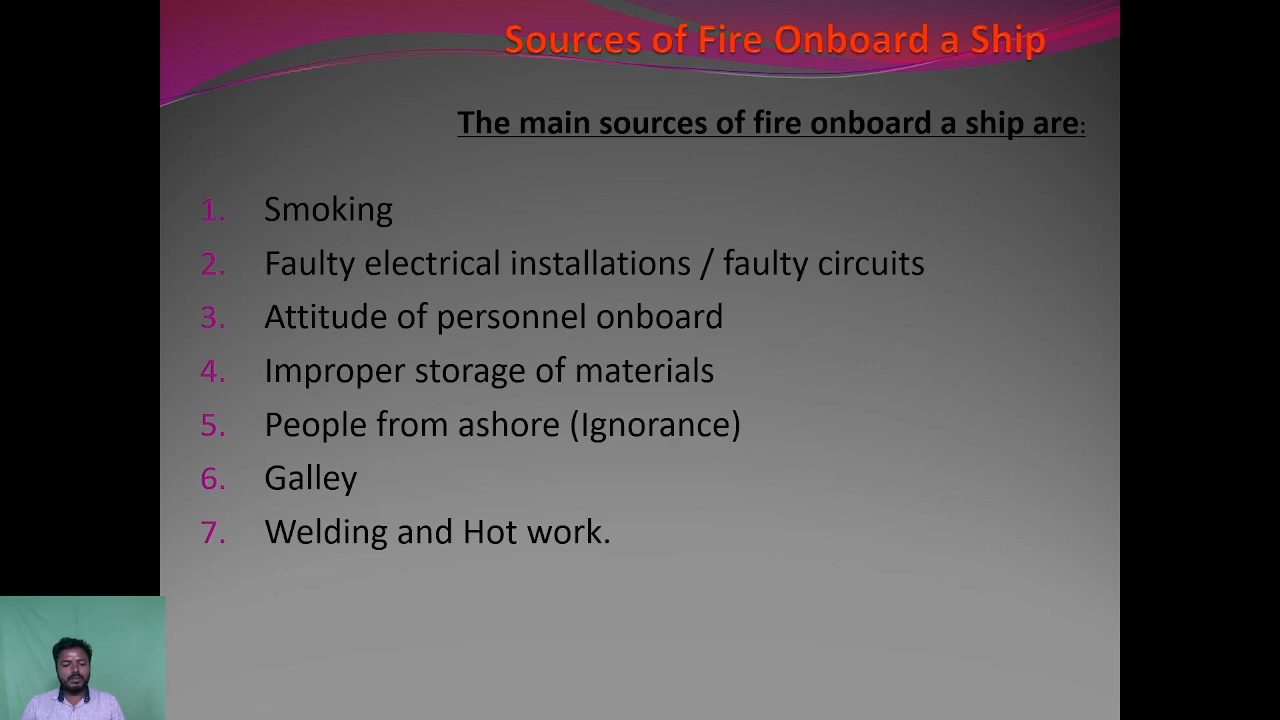 Sources of Fire Onboard a Ship
The main sources of fire onboard a ship are:
1. Smoking
2. Faulty electrical installations / faulty circuits
3. Attitude of personnel onboard
4. Improper storage of materials
5. People from ashore (Ignorance)
6. Galley
7. Welding and Hot work.